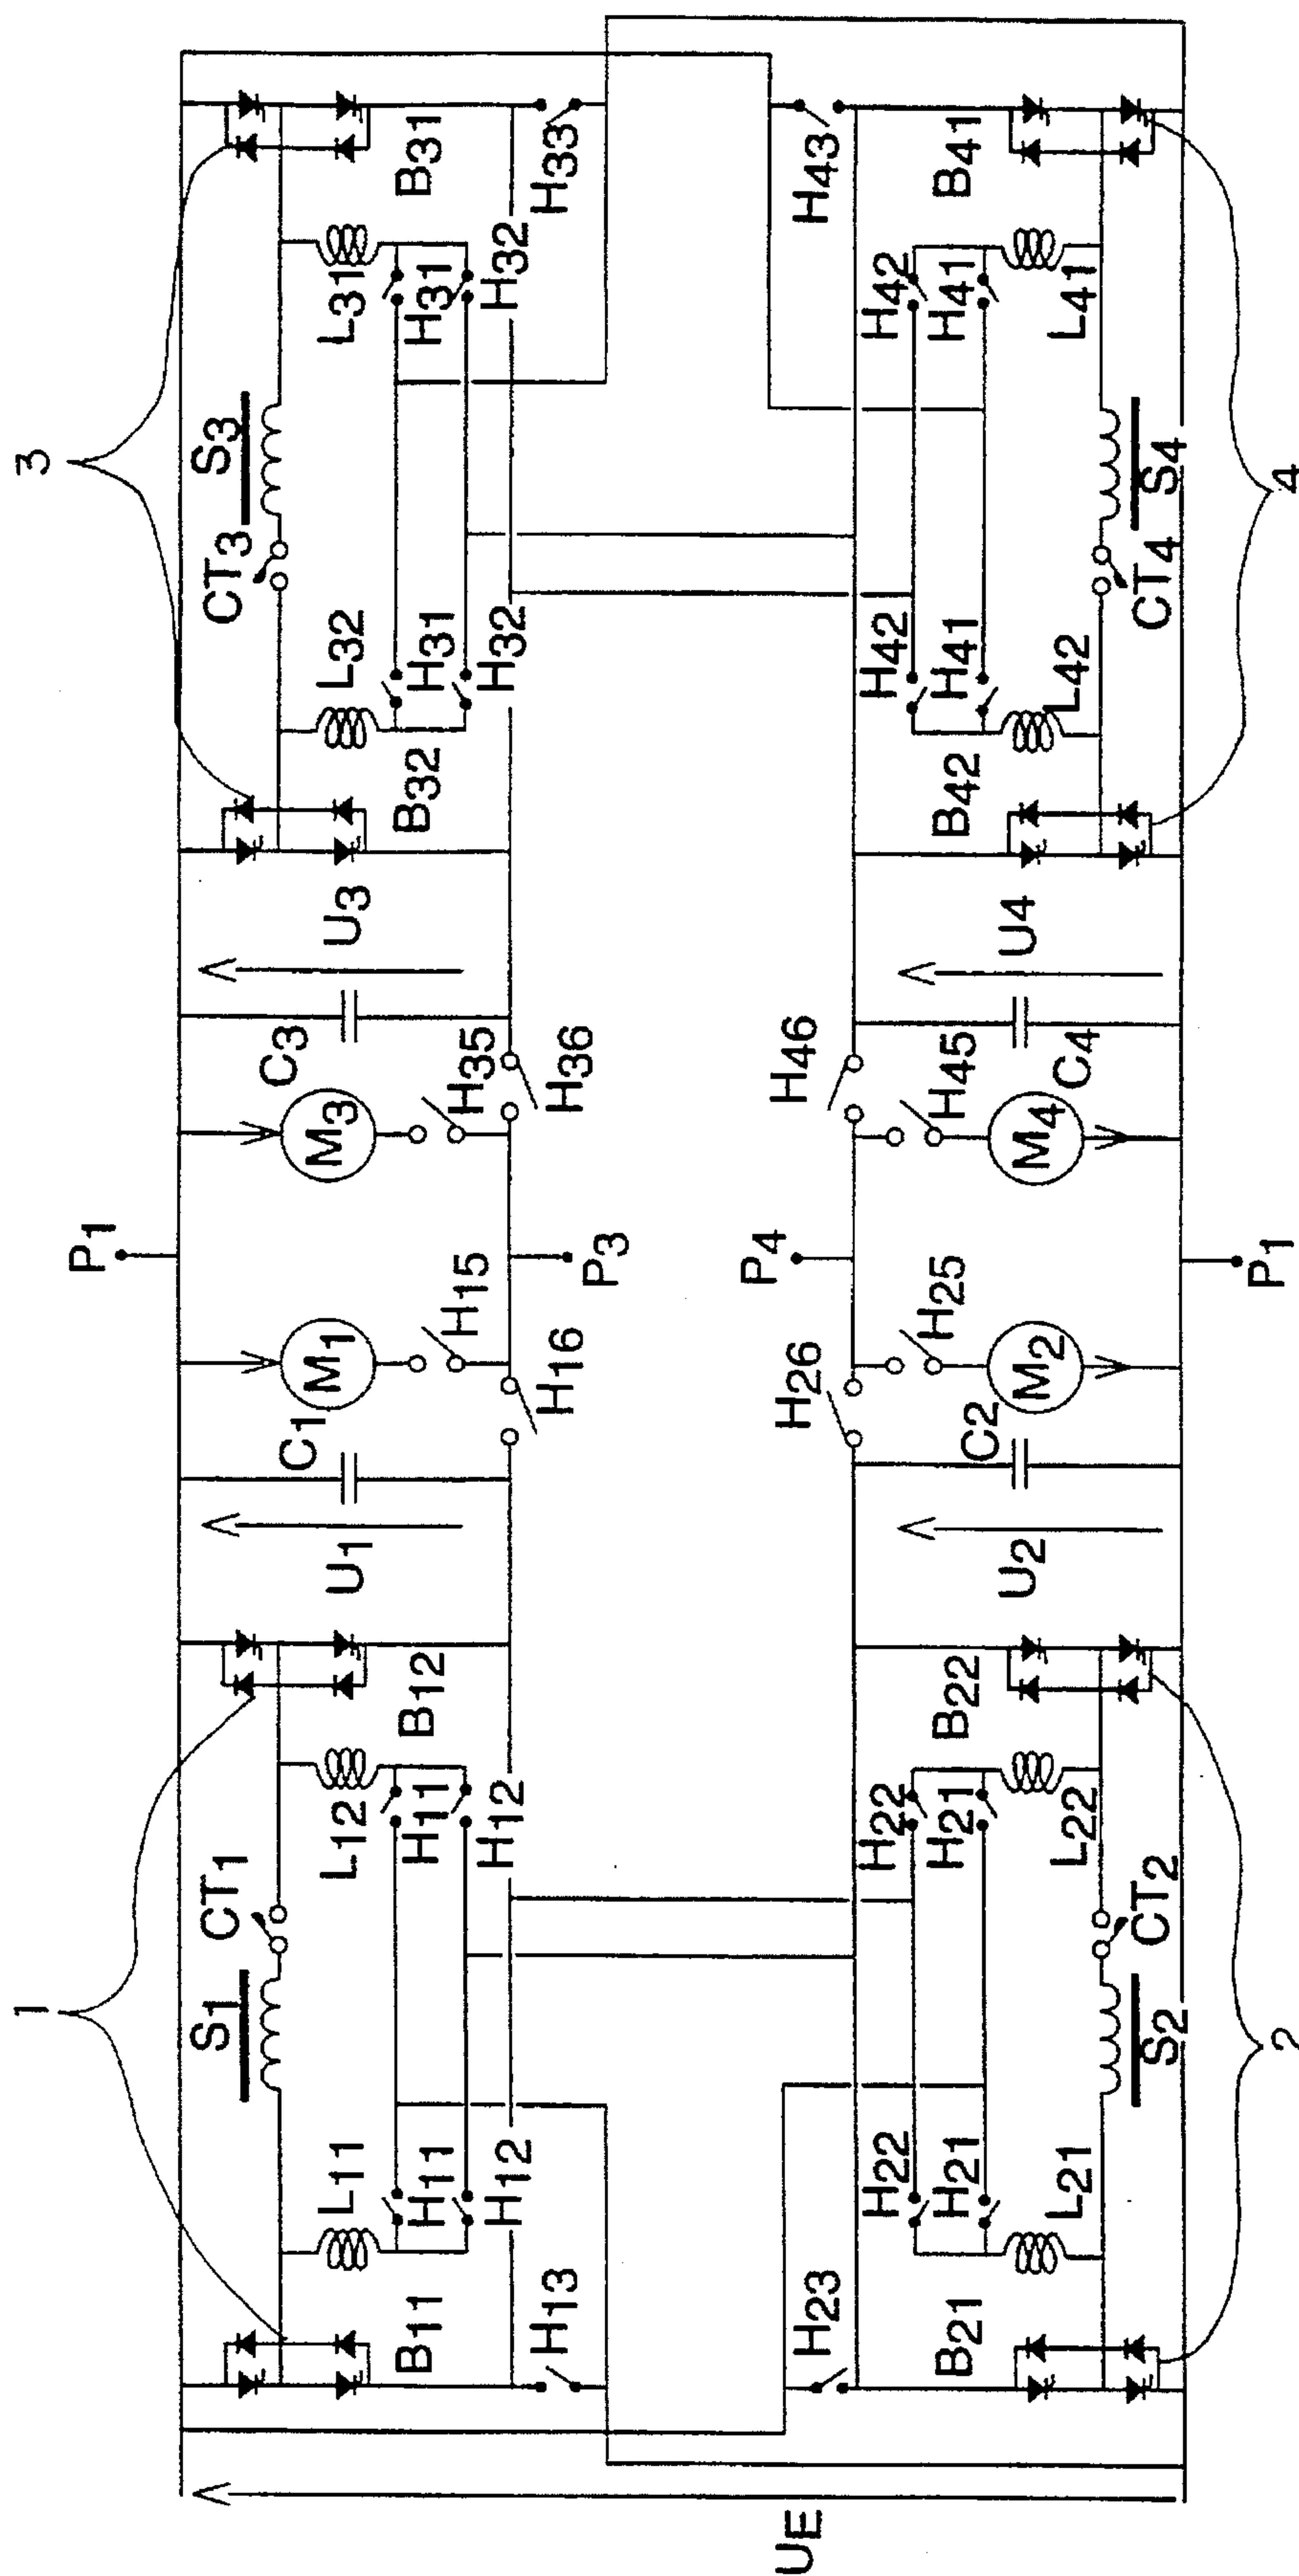 3
4
S3
CT3
L31
L32
H31
H32
B31
H33
H31
H32
B32
U3
C3
M3
H35
H36
P1
P3
M1
H15
H16
C1
U1
B12
L12
H11
H12
CT1
S1
1
L11
H11
H12
B11
H13
H43
B41
H42
H41
L41
S4
CT4
H42
H41
L42
B42
U4
H46
H45
C4
M4
P4
P1
H25
M2
H26
C2
U2
B22
H22
H21
L22
CT2
S2
2
H22
H21
L21
B21
H23
UE